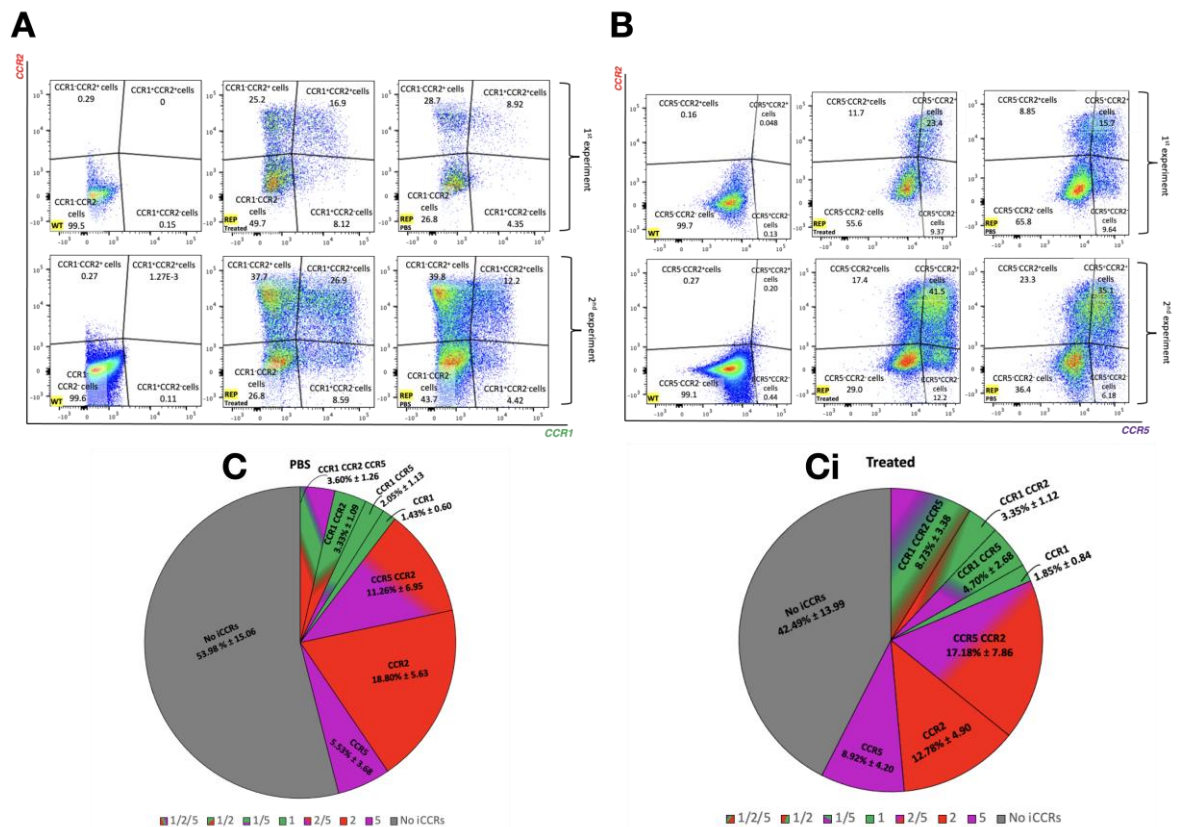 A
B
CCR2
CCR1⁻CCR2⁺ cells
0.29
CCR1⁺CCR2⁺cells
0
CCR1⁻CCR2⁻
cells
WT 99.5
CCR1⁺CCR2⁻cells
0.15
CCR1⁻CCR2⁺ cells
25.2
CCR1⁺CCR2⁺cells
16.9
CCR1⁻CCR2⁻
cells
REP
Treated 49.7
CCR1⁺CCR2⁻cells
8.12
CCR1⁻CCR2⁺ cells
28.7
CCR1⁺CCR2⁺cells
8.92
CCR1⁻CCR2⁻
cells
REP
PBS 26.8
CCR1⁺CCR2⁻cells
4.35
1st experiment
CCR1⁻CCR2⁺ cells
0.27
CCR1⁺CCR2⁺cells
1.27E-3
CCR1
CCR2⁻ cells
WT 99.6
CCR1⁺CCR2⁻cells
0.11
CCR1⁻CCR2⁺ cells
37.7
CCR1⁺CCR2⁺cells
26.9
CCR1⁻CCR2⁻
cells
REP 26.8
Treated
CCR1⁺CCR2⁻cells
8.59
CCR1⁻CCR2⁺ cells
39.8
CCR1⁺CCR2⁺cells
12.2
CCR1⁻CCR2⁻
cells
REP 43.7
PBS
CCR1⁺CCR2⁻cells
4.42
2nd experiment
CCR1
CCR2
CCR5⁻CCR2⁺cells
0.16
CCR5⁺CCR2⁺
cells
0.048
CCR5⁻CCR2⁻ cells
WT 99.7
CCR5⁺CCR2⁻
cells
0.13
CCR5⁻CCR2⁺cells
11.7
CCR5⁺CCR2⁺
cells
23.4
CCR5⁻CCR2⁻ cells
REP 55.6
Treated
CCR5⁺CCR2⁻
cells
9.37
CCR5⁻CCR2⁺cells
8.85
CCR5⁺CCR2⁺
cells
15.7
CCR5⁻CCR2⁻ cells
REP 65.8
PBS
CCR5⁺CCR2⁻
cells
9.64
1st experiment
CCR5⁻CCR2⁺cells
0.27
CCR5⁺CCR2⁺
cells
0.20
CCR5⁻CCR2⁻ cells
WT 99.1
CCR5⁺CCR2⁻
cells
0.44
CCR5⁻CCR2⁺cells
17.4
CCR5⁺CCR2⁺
cells
41.5
CCR5⁻CCR2⁻ cells
REP 29.0
Treated
CCR5⁺CCR2⁻
cells
12.2
CCR5⁻CCR2⁺cells
23.3
CCR5⁺CCR2⁺
cells
35.1
CCR5⁻CCR2⁻ cells
REP 36.4
PBS
CCR5⁺CCR2⁻
cells
6.18
2nd experiment
CCR5
C PBS
CCR1 CCR2 CCR5
3.60% ± 1.26
CCR1 CCR2
3.33% ± 1.09
CCR1 CCR5
2.05% ± 1.13
CCR1
1.43% ± 0.60
CCR5 CCR2
11.26% ± 6.95
CCR2
18.80% ± 5.63
CCR5
5.53% ± 3.68
No iCCRs
53.98 % ± 15.06
1/2/5 1/2 1/5 1 2/5 2 5 No iCCRs
Ci Treated
CCR1 CCR2 CCR5
8.73% ± 3.38
CCR1 CCR2
3.35% ± 1.12
CCR1 CCR5
4.70% ± 2.68
CCR1
1.85% ± 0.84
CCR5 CCR2
17.18% ± 7.86
CCR2
12.78% ± 4.90
CCR5
8.92% ± 4.20
No iCCRs
42.49% ± 13.99
1/2/5 1/2 1/5 1 2/5 2 5 No iCCRs